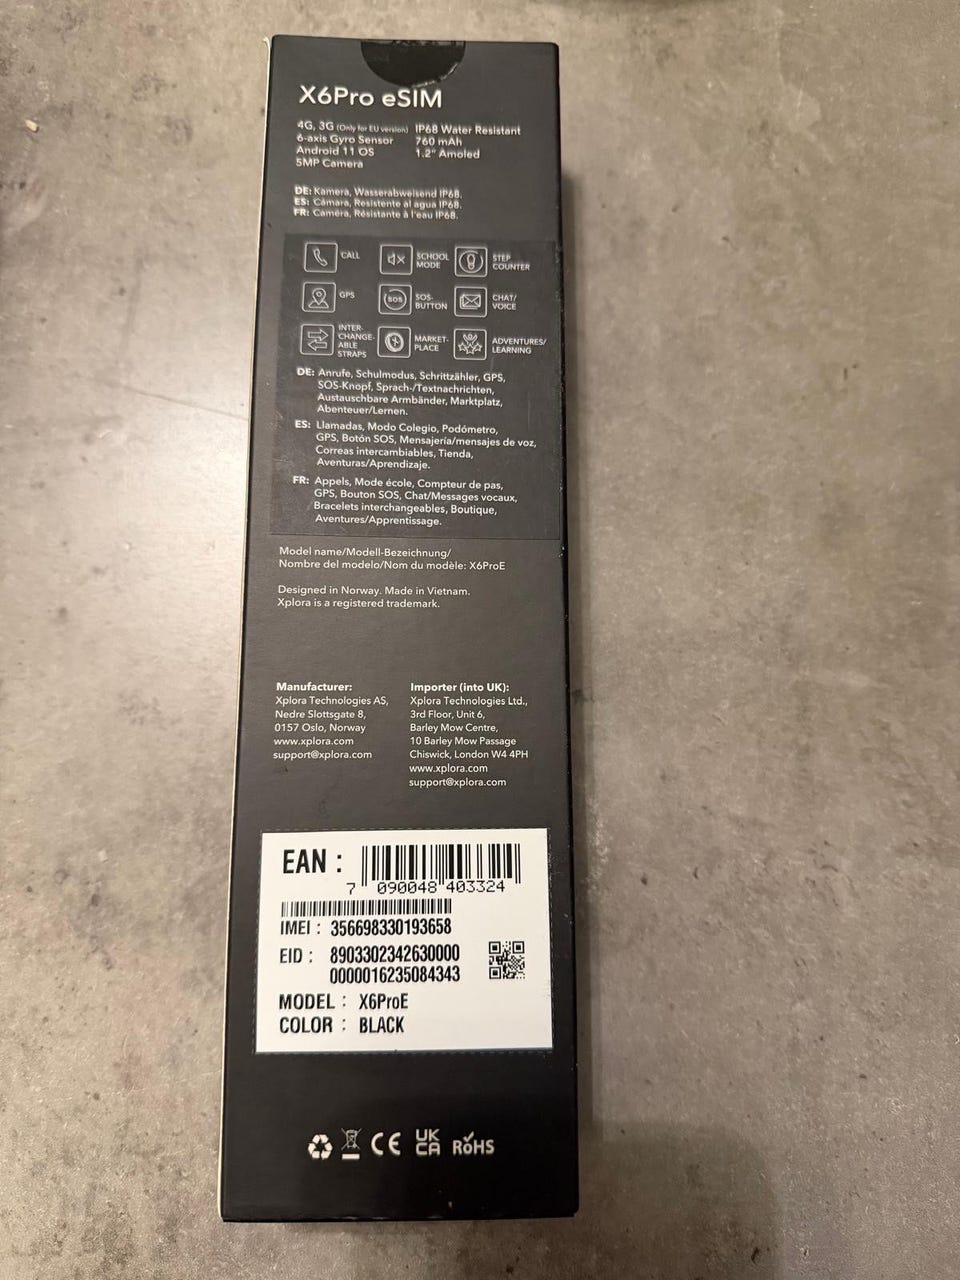 X6Pro eSIM
4G, 3G (Only for EU version)
6-axis Gyro Sensor
Android 11 OS
5MP Camera
IP68 Water Resistant
760 mAh
1.2" Amoled
DE: Kamera, Wasserabweisend IP68.
ES: Cámara, Resistente al agua IP68.
FR: Caméra, Résistante à l'eau IP68.
CALL
SCHOOL
MODE
STEP
COUNTER
GPS
SOS
SOS-
BUTTON
CHAT/
VOICE
INTER-
CHANGE-
ABLE
STRAPS
MARKET-
PLACE
ADVENTURES/
LEARNING
DE: Anrufe, Schulmodus, Schrittzähler, GPS,
SOS-Knopf, Sprach-/Textnachrichten,
Austauschbare Armbänder, Marktplatz,
Abenteuer/Lernen.
ES: Llamadas, Modo Colegio, Podómetro,
GPS, Botón SOS, Mensajería/mensajes de voz,
Correas intercambiables, Tienda,
Aventuras/Aprendizaje.
FR: Appels, Mode école, Compteur de pas,
GPS, Bouton SOS, Chat/Messages vocaux,
Bracelets interchangeables, Boutique,
Aventures/Apprentissage.
Model name/Modell-Bezeichnung/
Nombre del modelo/Nom du modèle: X6ProE
Designed in Norway. Made in Vietnam.
Xplora is a registered trademark.
Manufacturer:
Xplora Technologies AS,
Nedre Slottsgate 8,
0157 Oslo, Norway
www.xplora.com
support@xplora.com
Importer (into UK):
Xplora Technologies Ltd.,
3rd Floor, Unit 6,
Barley Mow Centre,
10 Barley Mow Passage
Chiswick, London W4 4PH
www.xplora.com
support@xplora.com
EAN :
7 090048 403324
IMEI : 356698330193658
EID : 8903302342630000
0000016235084343
MODEL : X6ProE
COLOR : BLACK
CE
UK
CA
RoHS